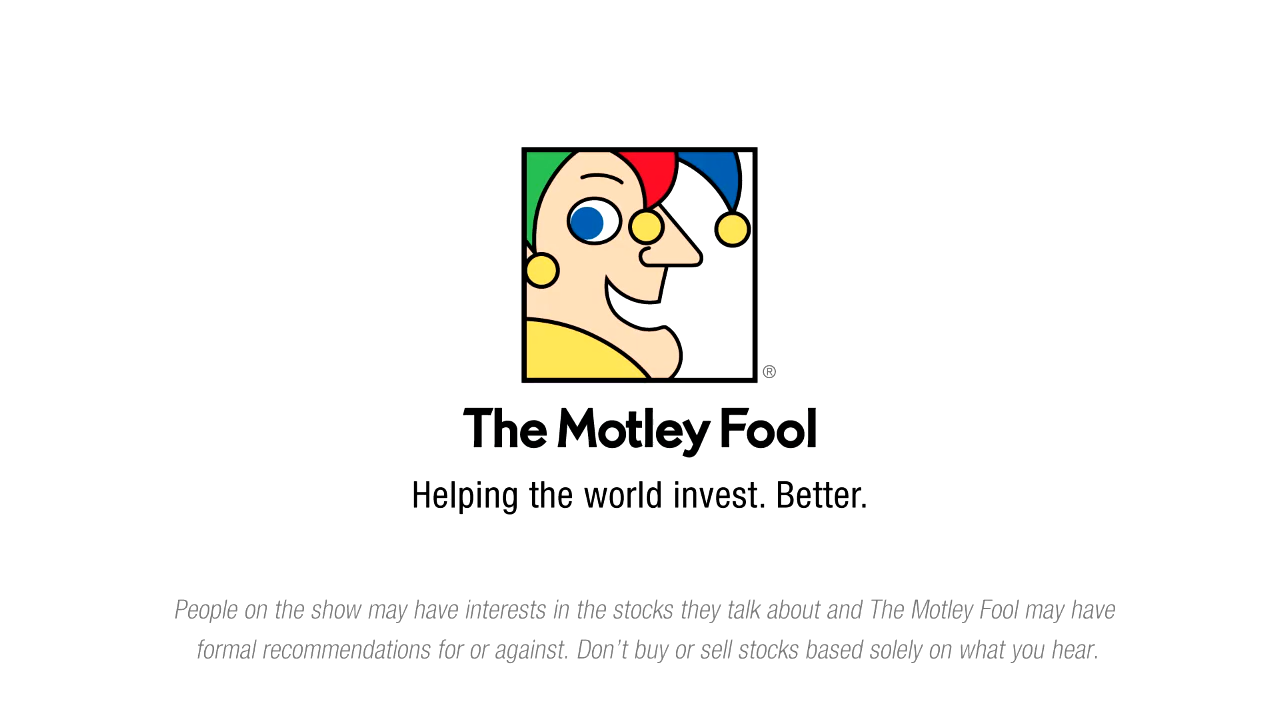 ®
The Motley Fool
Helping the world invest. Better.
People on the show may have interests in the stocks they talk about and The Motley Fool may have
formal recommendations for or against. Don't buy or sell stocks based solely on what you hear.